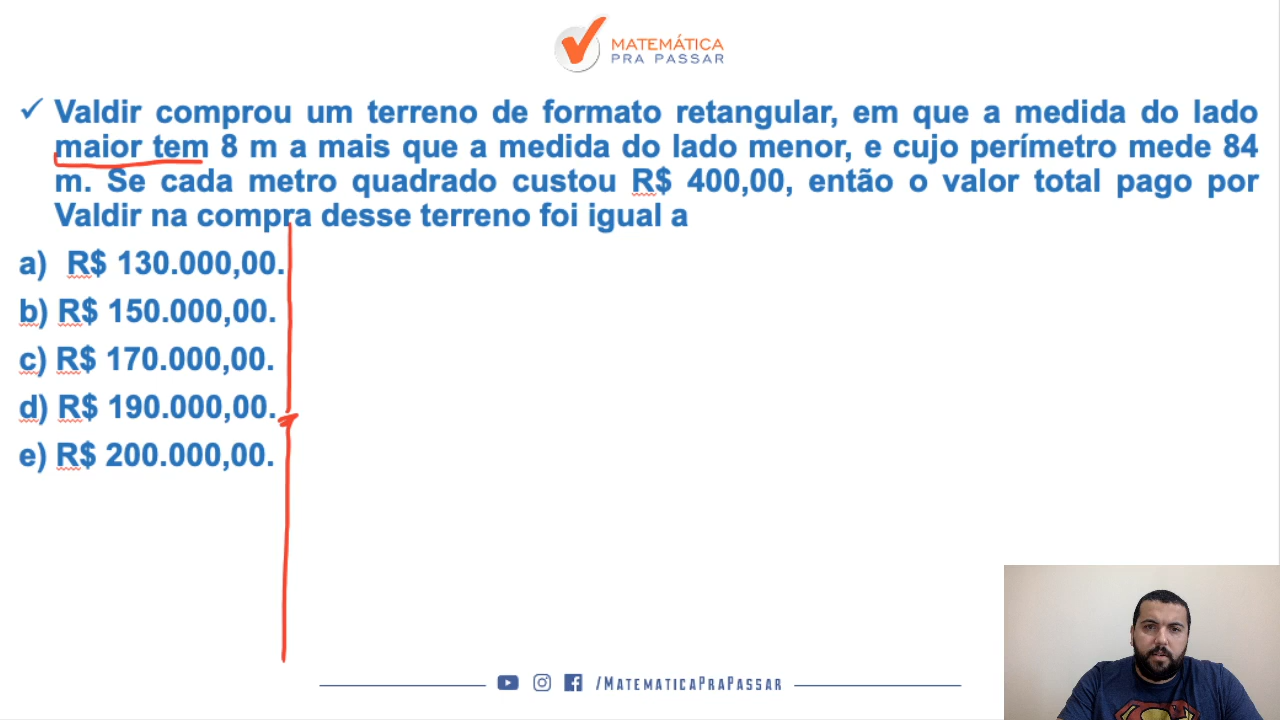 MATEMÁTICA
PRA PASSAR
✓ Valdir comprou um terreno de formato retangular, em que a medida do lado
maior tem 8 m a mais que a medida do lado menor, e cujo perímetro mede 84
m. Se cada metro quadrado custou R$ 400,00, então o valor total pago por
Valdir na compra desse terreno foi igual a
a) R$ 130.000,00.
b) R$ 150.000,00.
c) R$ 170.000,00.
d) R$ 190.000,00.
e) R$ 200.000,00.
/MATEMATICAPRAPASSAR